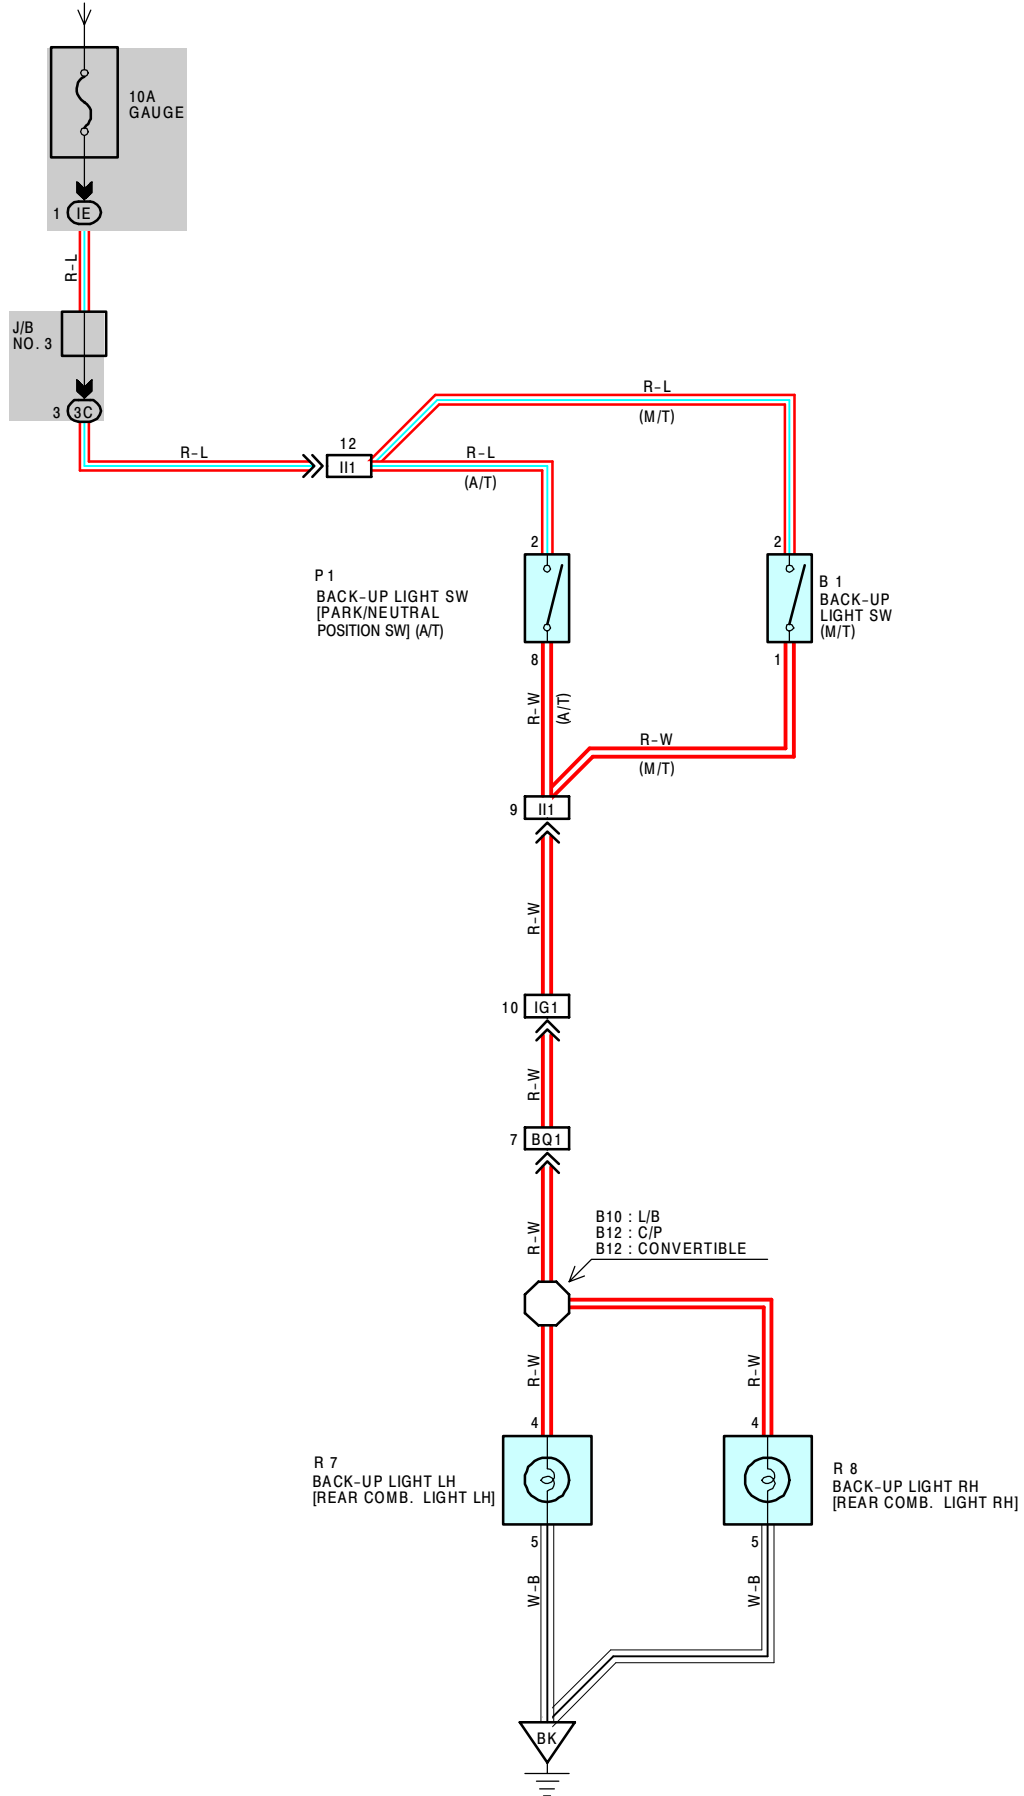 10A
GAUGE
1
IE
R-L
J/B
NO. 3
3
3C
R-L
12
II1
R-L
(A/T)
R-L
(M/T)
2
2
P 1
BACK-UP LIGHT SW
[PARK/NEUTRAL
POSITION SW] (A/T)
B 1
BACK-UP
LIGHT SW
(M/T)
8
1
R-W
(A/T)
R-W
(M/T)
9
II1
R-W
10
IG1
R-W
7
BQ1
R-W
B10 : L/B
B12 : C/P
B12 : CONVERTIBLE
R-W
R-W
4
4
R 7
BACK-UP LIGHT LH
[REAR COMB. LIGHT LH]
R 8
BACK-UP LIGHT RH
[REAR COMB. LIGHT RH]
5
5
W-B
W-B
BK